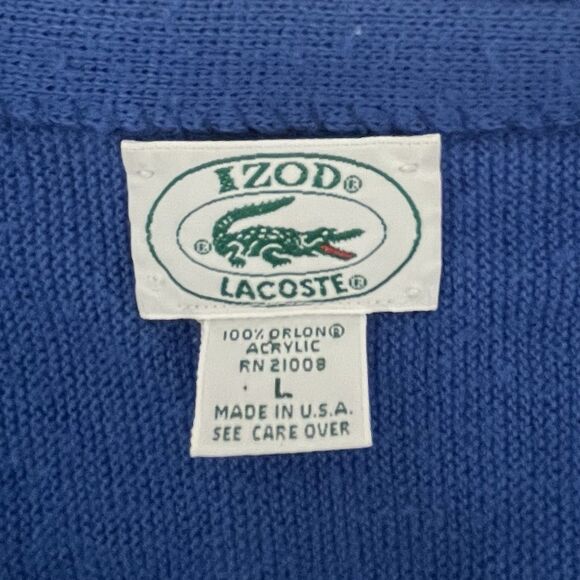 IZOD®
®
LACOSTE®
100% ORLON®
ACRYLIC
RN 21008
L
MADE IN U.S.A.
SEE CARE OVER